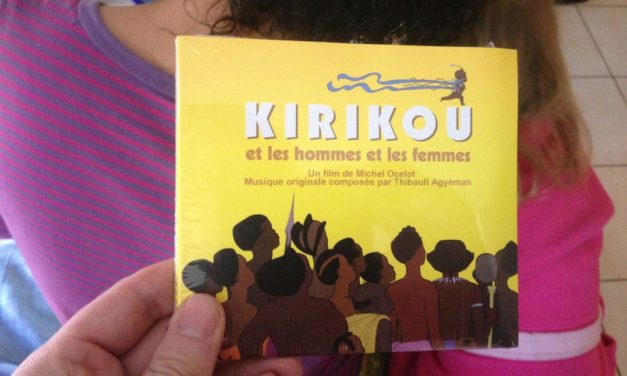 KIRIKOU
et les hommes et les femmes
Un film de Michel Ocelot
Musique originale composée par Thibault Agyeman